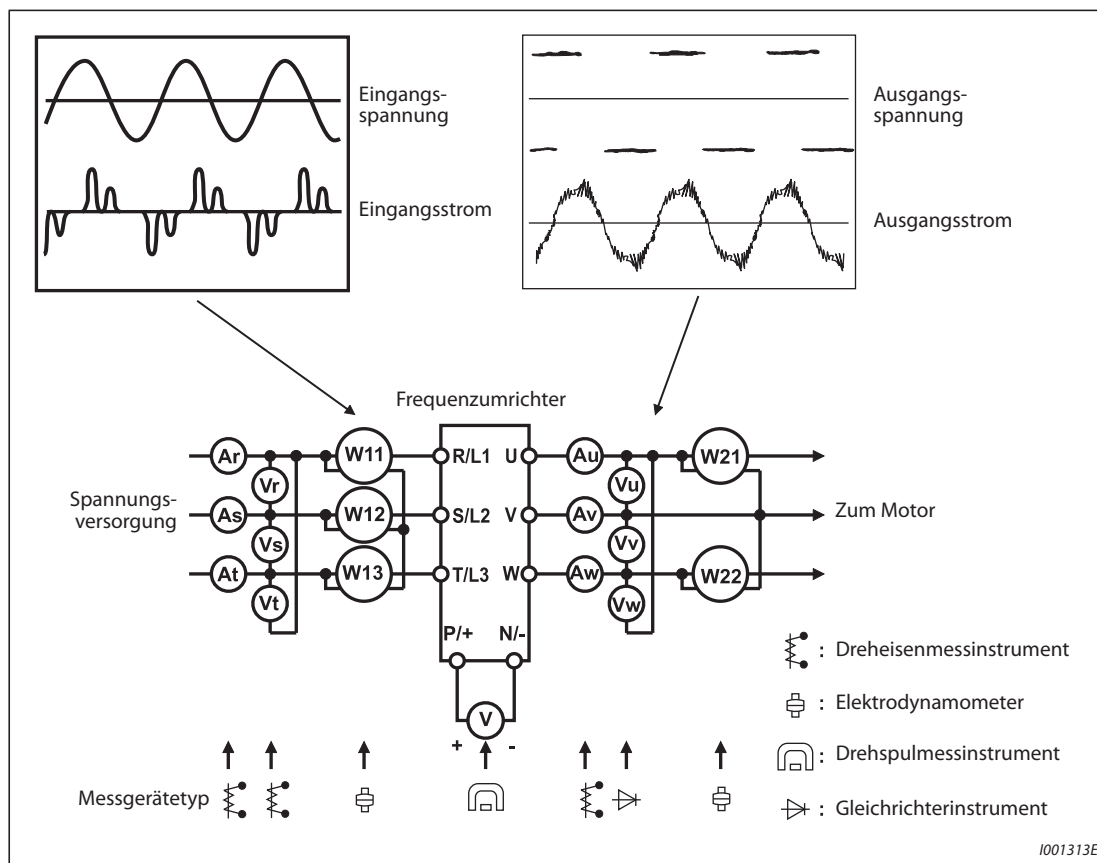 Eingangs-
spannung
Eingangsstrom
Ausgangs-
spannung
Ausgangsstrom
Frequenzumrichter
Ar
W11
R/L1
U
Au
W21
Vr
Vu
Spannungs-
versorgung
As
W12
S/L2
V
Av
Zum Motor
Vs
Vv
At
W13
T/L3
W
Aw
W22
Vt
Vw
P/+
N/-
V
+
-
: Dreheisenmessinstrument
: Elektrodynamometer
: Drehspulmessinstrument
: Gleichrichterinstrument
Messgerätetyp
I001313E